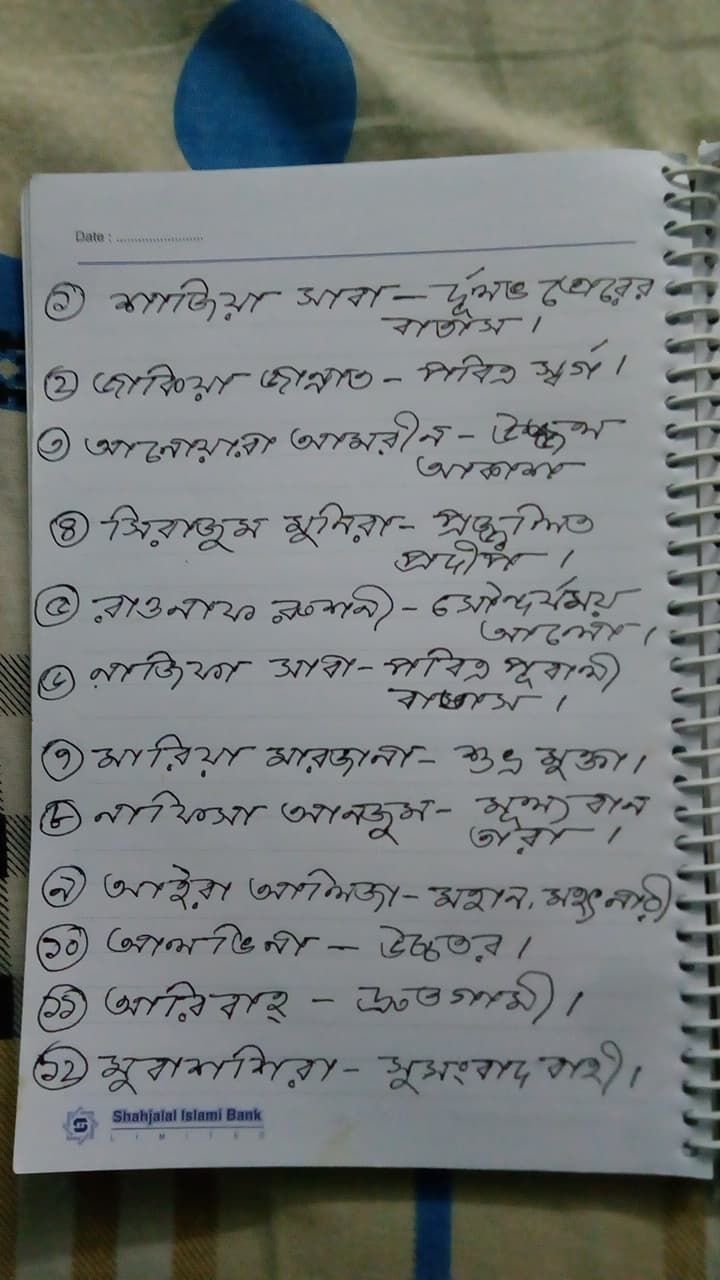 Date : ........................
১ শাজিয়া সাবা – দূর্লভ ভোরের
বাতাস ।
২ জাকিয়া জান্নাত – পবিত্র স্বর্গ ।
৩ আনোয়ারা আমরীন – উজ্জ্বল
আকাশ
৪ সিরাজুম মুনিরা – প্রজ্জ্বলিত
প্রদীপ ।
৫ রাওনাফ রুশনী – সৌন্দর্যময়
আলো ।
৬ নাজিফা সাবা – পবিত্র পূবালী
বাতাস ।
৭ মারিয়া মারজানা – শুভ্র মুক্তা ।
৮ নাফিসা আনজুম – মূল্যবান
তারা ।
৯ আইরা আলিজা – মহান, মহৎ নারী
১০ আলভিনা – উচ্চতর ।
১১ আরিবাহ্ – দ্রুতগামী ।
১২ মুবাশশিরা – সুসংবাদ বাহী ।
Shahjalal Islami Bank
LIMITED